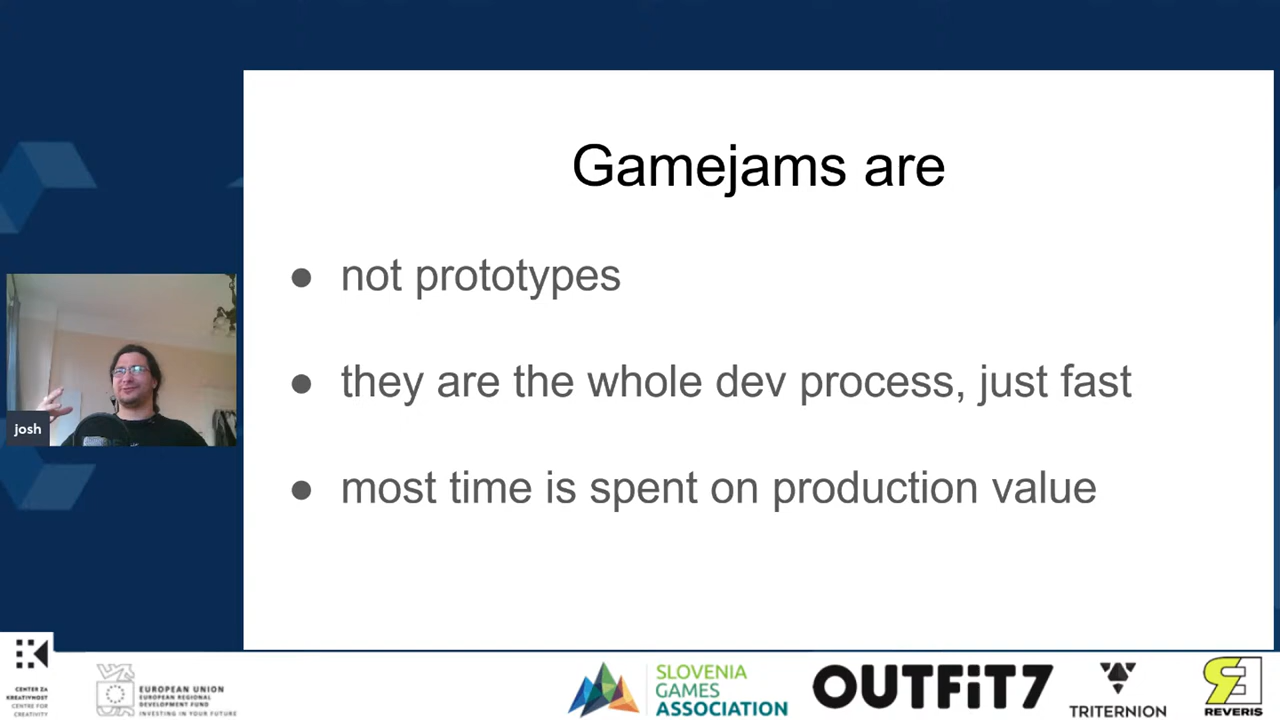 Gamejams are
● not prototypes
● they are the whole dev process, just fast
● most time is spent on production value
josh
CENTER ZA
KREATIVNOST
CENTRE FOR
CREATIVITY
EUROPEAN UNION
EUROPEAN REGIONAL
DEVELOPMENT FUND
INVESTING IN YOUR FUTURE
SLOVENIA
GAMES
ASSOCIATION
OUTFiT7
TRITERNION
REVERIS